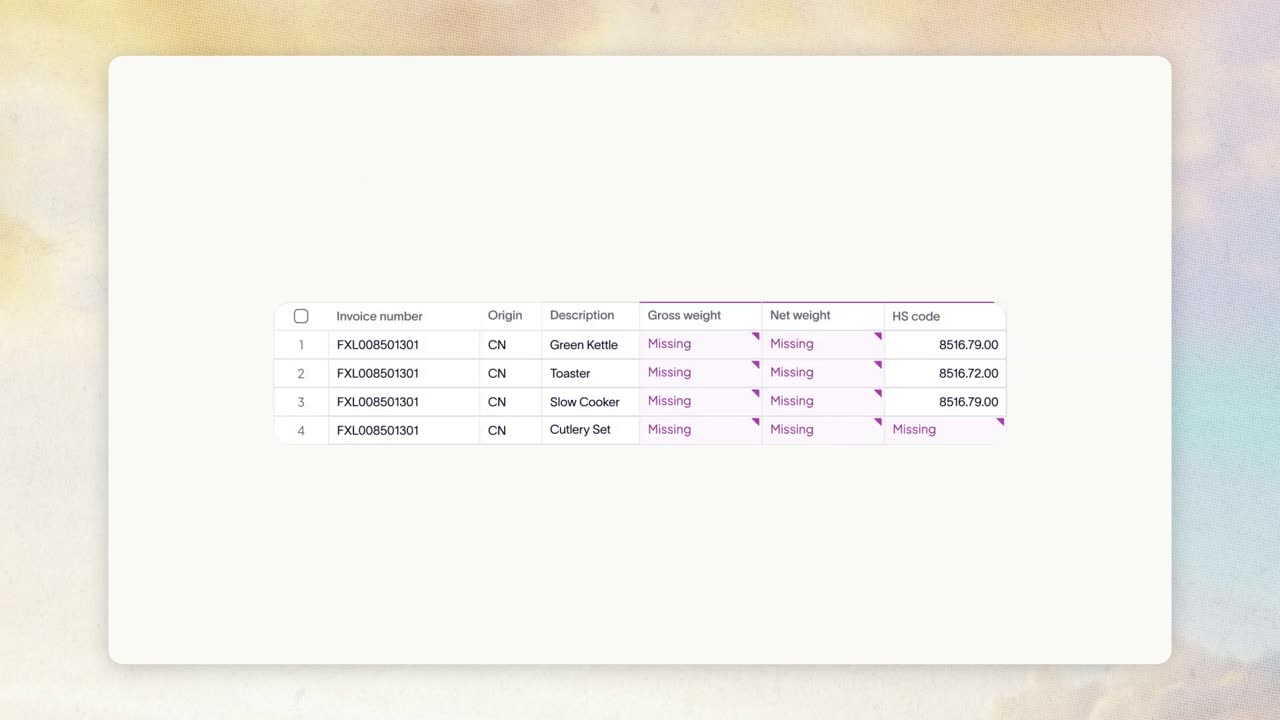 Invoice number Origin Description Gross weight Net weight HS code
1 FXL008501301 CN Green Kettle Missing Missing 8516.79.00
2 FXL008501301 CN Toaster Missing Missing 8516.72.00
3 FXL008501301 CN Slow Cooker Missing Missing 8516.79.00
4 FXL008501301 CN Cutlery Set Missing Missing Missing